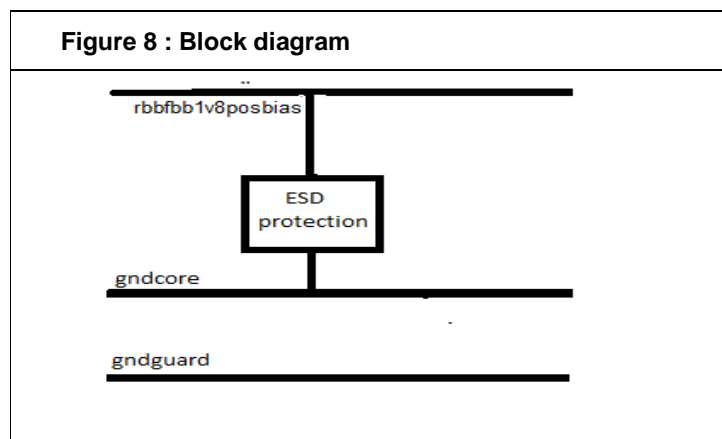 Figure 8 : Block diagram
rbbfbb1v8posbias
ESD
protection
gndcore
gndguard